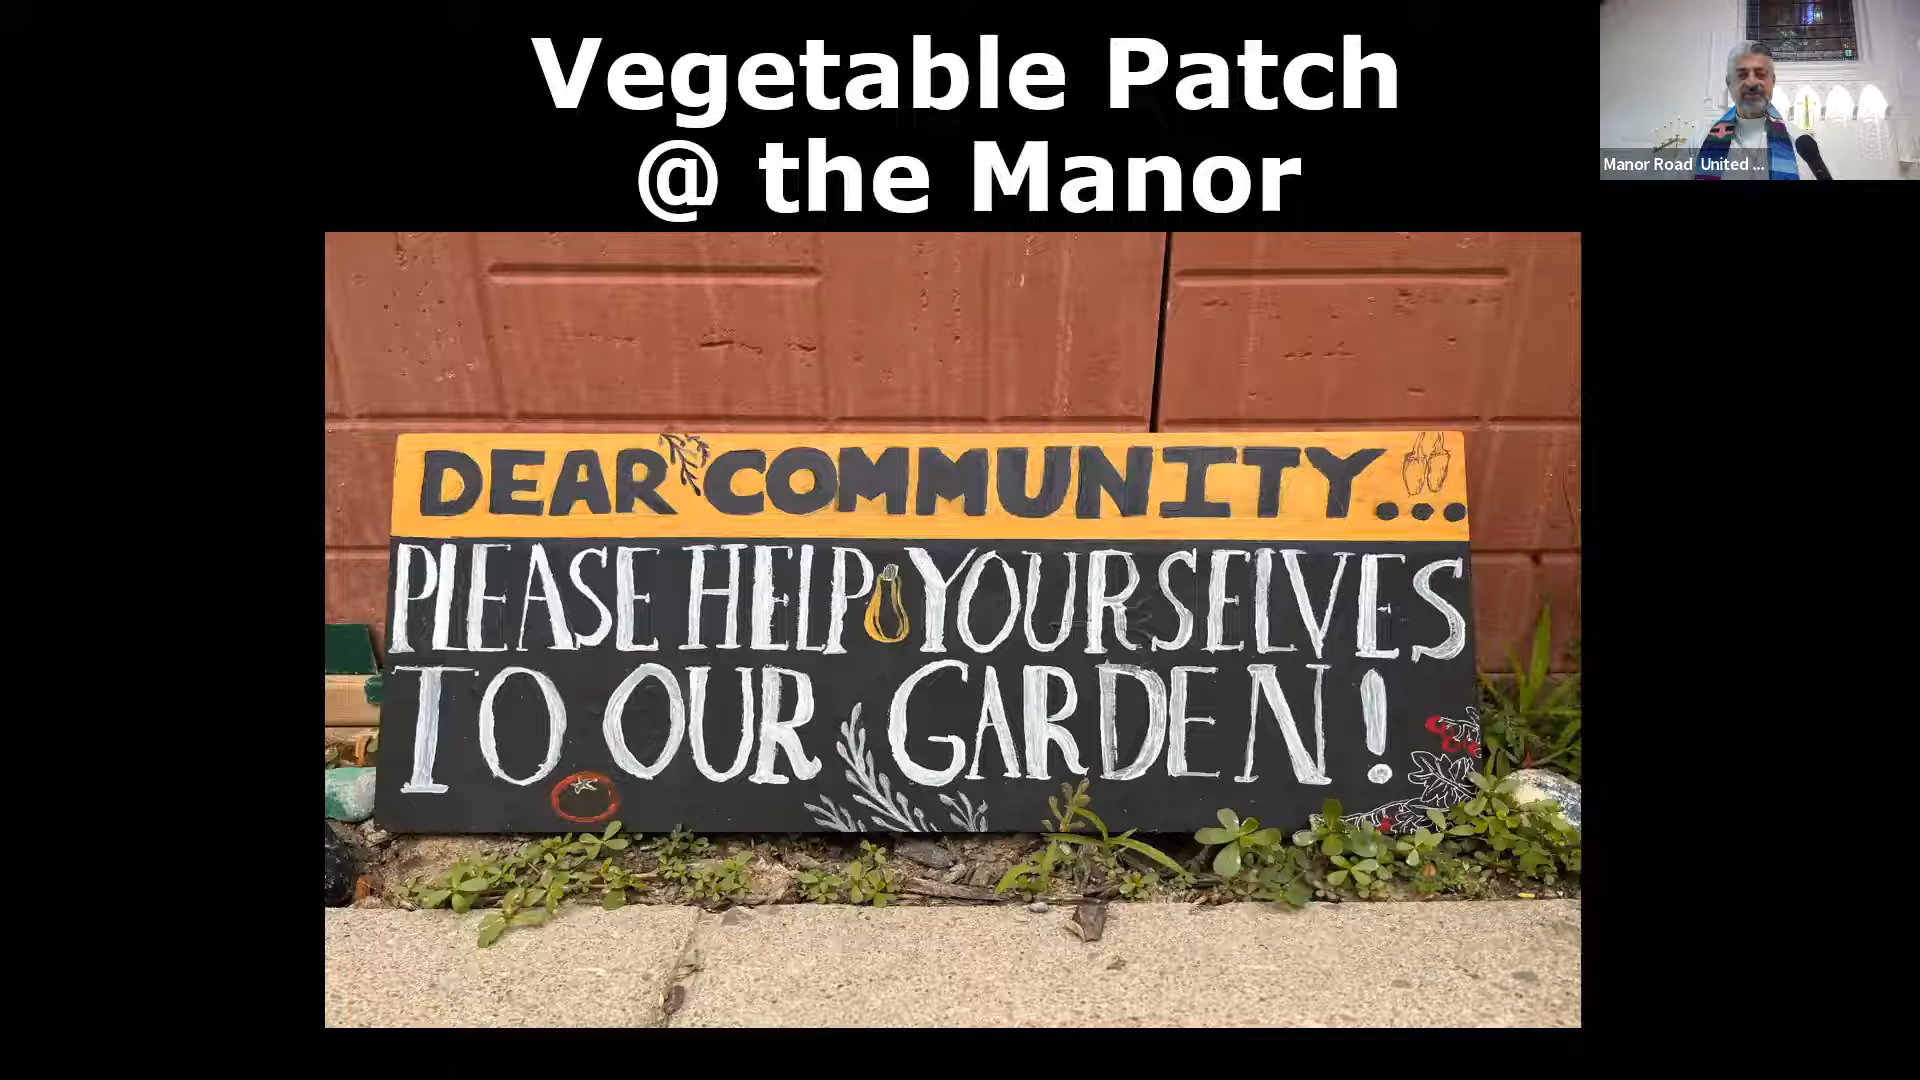 Vegetable Patch
@ the Manor
Manor Road United ...
DEAR COMMUNITY...
PLEASE HELP YOURSELVES
TO OUR GARDEN!